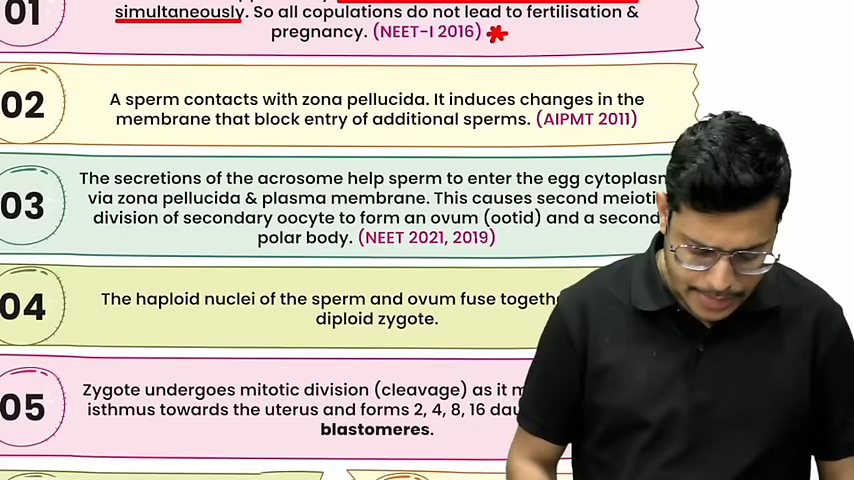 01
simultaneously. So all copulations do not lead to fertilisation &
pregnancy. (NEET-I 2016)
02
A sperm contacts with zona pellucida. It induces changes in the
membrane that block entry of additional sperms. (AIPMT 2011)
03
The secretions of the acrosome help sperm to enter the egg
via zona pellucida & plasma membrane. This causes second
division of secondary oocyte to form an ovum (ootid) and a second
polar body. (NEET 2021, 2019)
04
The haploid nuclei of the sperm and ovum fuse
diploid zygote.
05
Zygote undergoes mitotic division (cleavage) as it
isthmus towards the uterus and forms 2, 4, 8, 16
blastomeres.